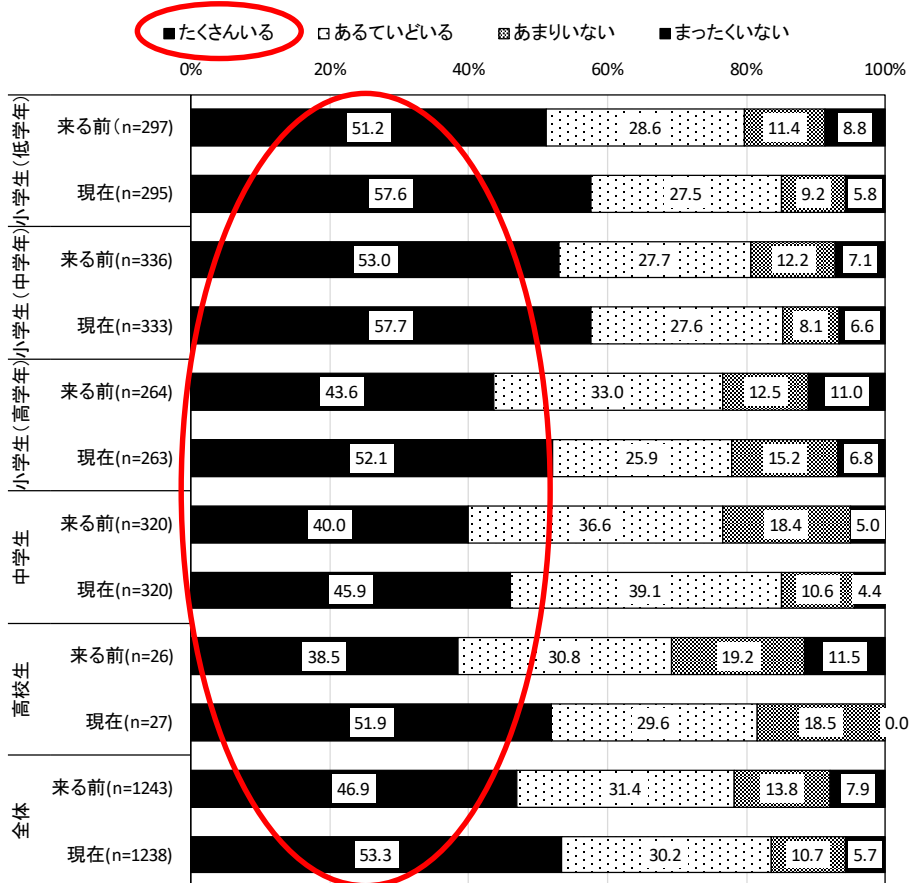 ■たくさんいる □あるていどいる ▩あまりいない ■まったくいない
0% 20% 40% 60% 80% 100%
小学生(低学年)
来る前(n=297) 51.2 28.6 11.4 8.8
現在(n=295) 57.6 27.5 9.2 5.8
小学生(中学年)
来る前(n=336) 53.0 27.7 12.2 7.1
現在(n=333) 57.7 27.6 8.1 6.6
小学生(高学年)
来る前(n=264) 43.6 33.0 12.5 11.0
現在(n=263) 52.1 25.9 15.2 6.8
中学生
来る前(n=320) 40.0 36.6 18.4 5.0
現在(n=320) 45.9 39.1 10.6 4.4
高校生
来る前(n=26) 38.5 30.8 19.2 11.5
現在(n=27) 51.9 29.6 18.5 0.0
全体
来る前(n=1243) 46.9 31.4 13.8 7.9
現在(n=1238) 53.3 30.2 10.7 5.7